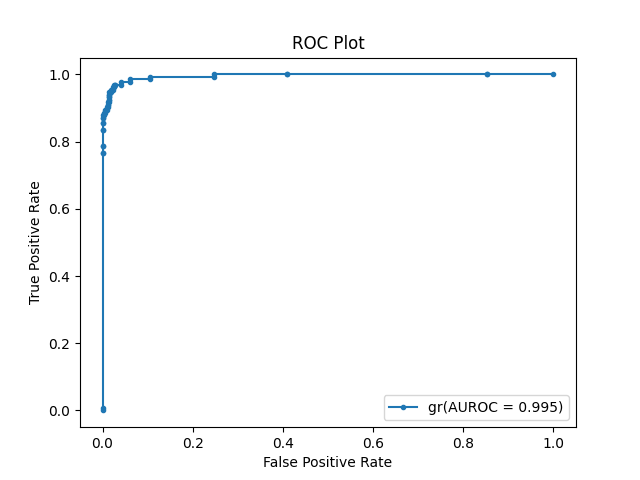 ROC Plot
1.0
0.8
0.6
0.4
0.2
0.0
True Positive Rate
gr(AUROC = 0.995)
0.0 0.2 0.4 0.6 0.8 1.0
False Positive Rate